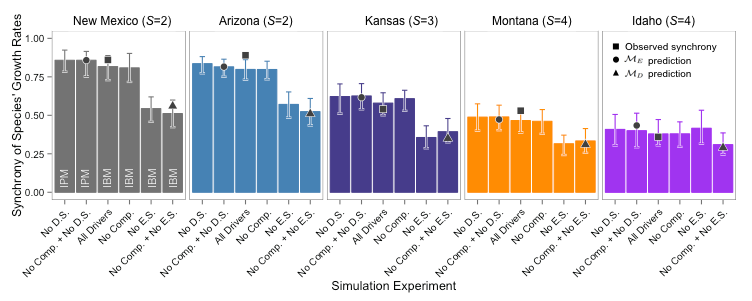 New Mexico (S=2)
Arizona (S=2)
Kansas (S=3)
Montana (S=4)
Idaho (S=4)
Synchrony of Species' Growth Rates
1.00
0.75
0.50
0.25
0.00
IPM
IPM
IBM
IBM
IBM
IBM
Observed synchrony
ℳE prediction
ℳD prediction
No D.S.
No Comp. + No D.S.
All Drivers
No Comp.
No E.S.
No Comp. + No E.S.
No D.S.
No Comp. + No D.S.
All Drivers
No Comp.
No E.S.
No Comp. + No E.S.
No D.S.
No Comp. + No D.S.
All Drivers
No Comp.
No E.S.
No Comp. + No E.S.
No D.S.
No Comp. + No D.S.
All Drivers
No Comp.
No E.S.
No Comp. + No E.S.
No D.S.
No Comp. + No D.S.
All Drivers
No Comp.
No E.S.
No Comp. + No E.S.
Simulation Experiment